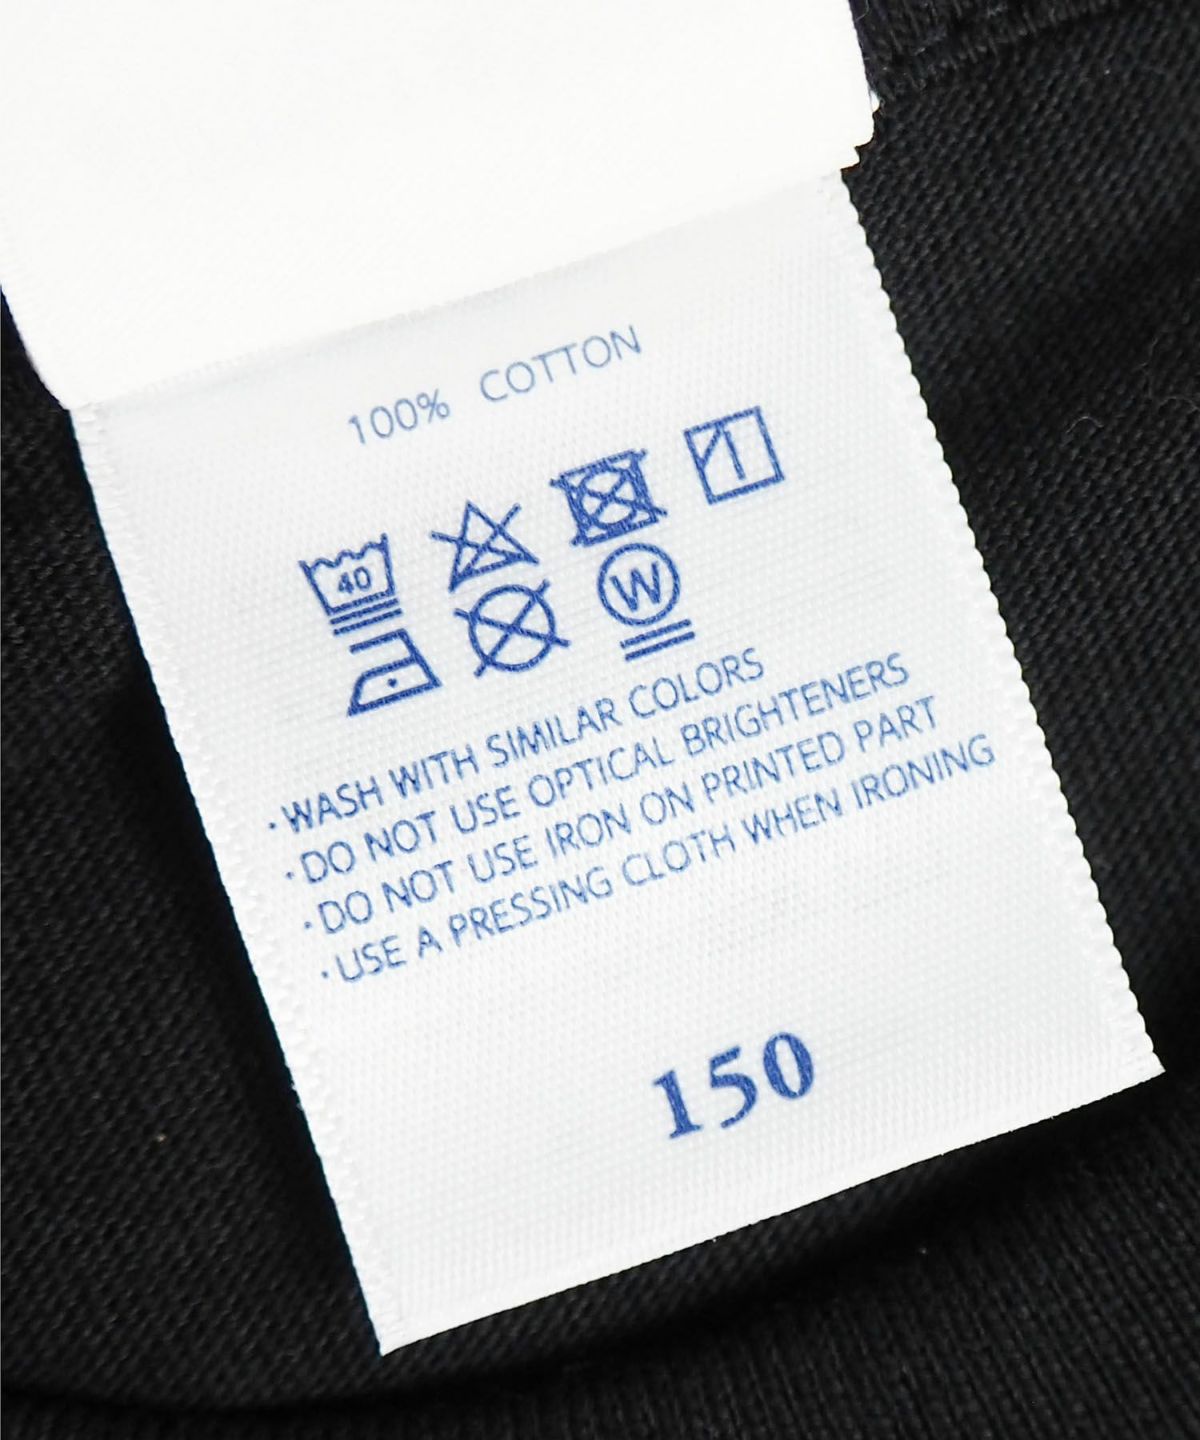 100% COTTON
40
W
·WASH WITH SIMILAR COLORS
·DO NOT USE OPTICAL BRIGHTENERS
·DO NOT USE IRON ON PRINTED PART
·USE A PRESSING CLOTH WHEN IRONING
150